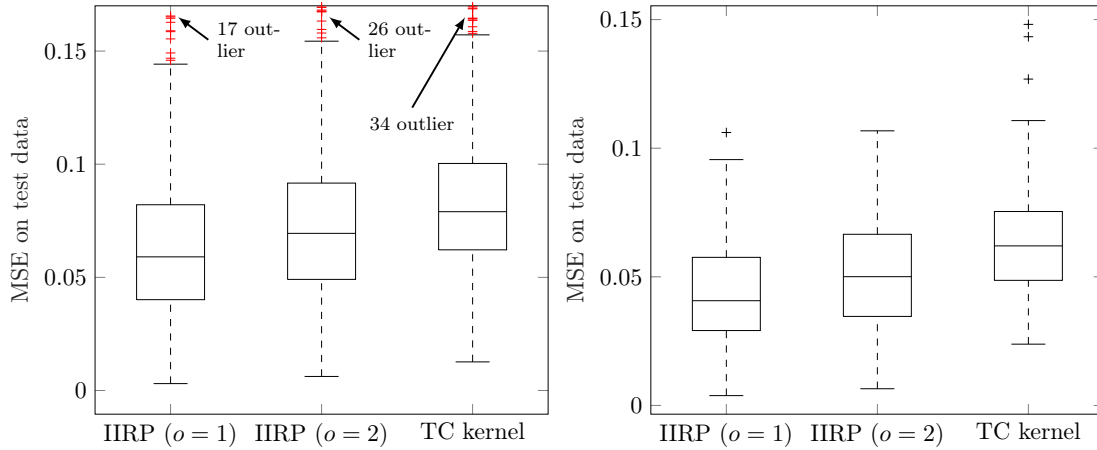 0.15
0.1
0.05
0
MSE on test data
17 out-
lier
26 out-
lier
34 outlier
IIRP (o = 1)
IIRP (o = 2)
TC kernel
0.15
0.1
0.05
0
MSE on test data
IIRP (o = 1)
IIRP (o = 2)
TC kernel